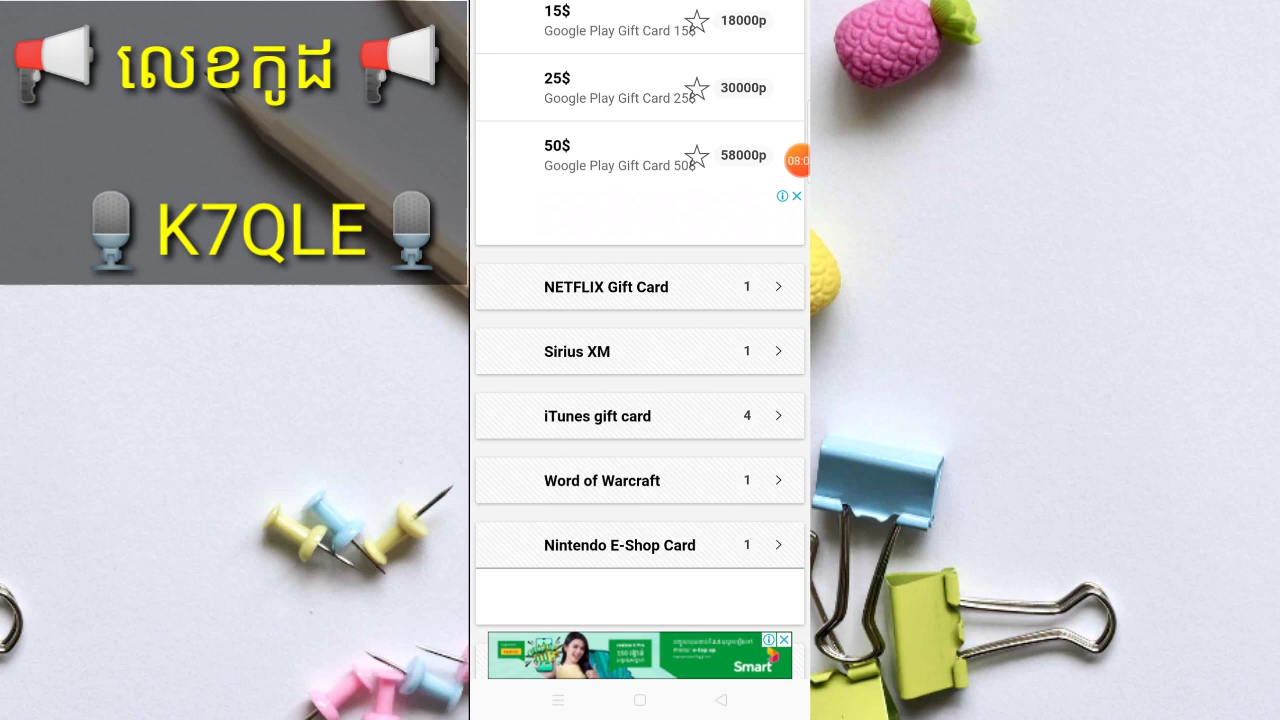 លេខកូដ
K7QLE
15$
Google Play Gift Card 15$
18000p
25$
Google Play Gift Card 25$
30000p
50$
Google Play Gift Card 50$
58000p
08:0
NETFLIX Gift Card 1
Sirius XM 1
iTunes gift card 4
Word of Warcraft 1
Nintendo E-Shop Card 1
Smart